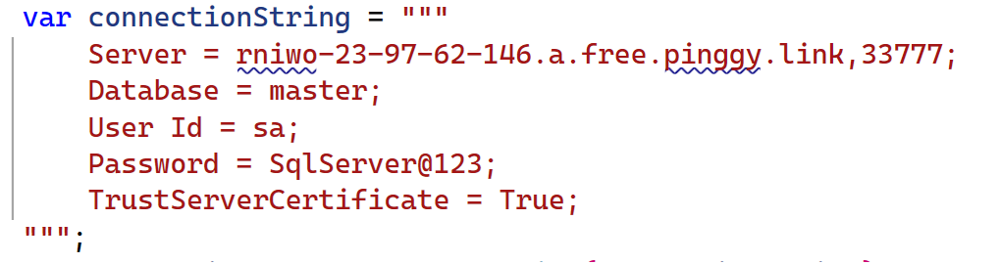 var connectionString = """
Server = rniwo-23-97-62-146.a.free.pinggy.link,33777;
Database = master;
User Id = sa;
Password = SqlServer@123;
TrustServerCertificate = True;
""";